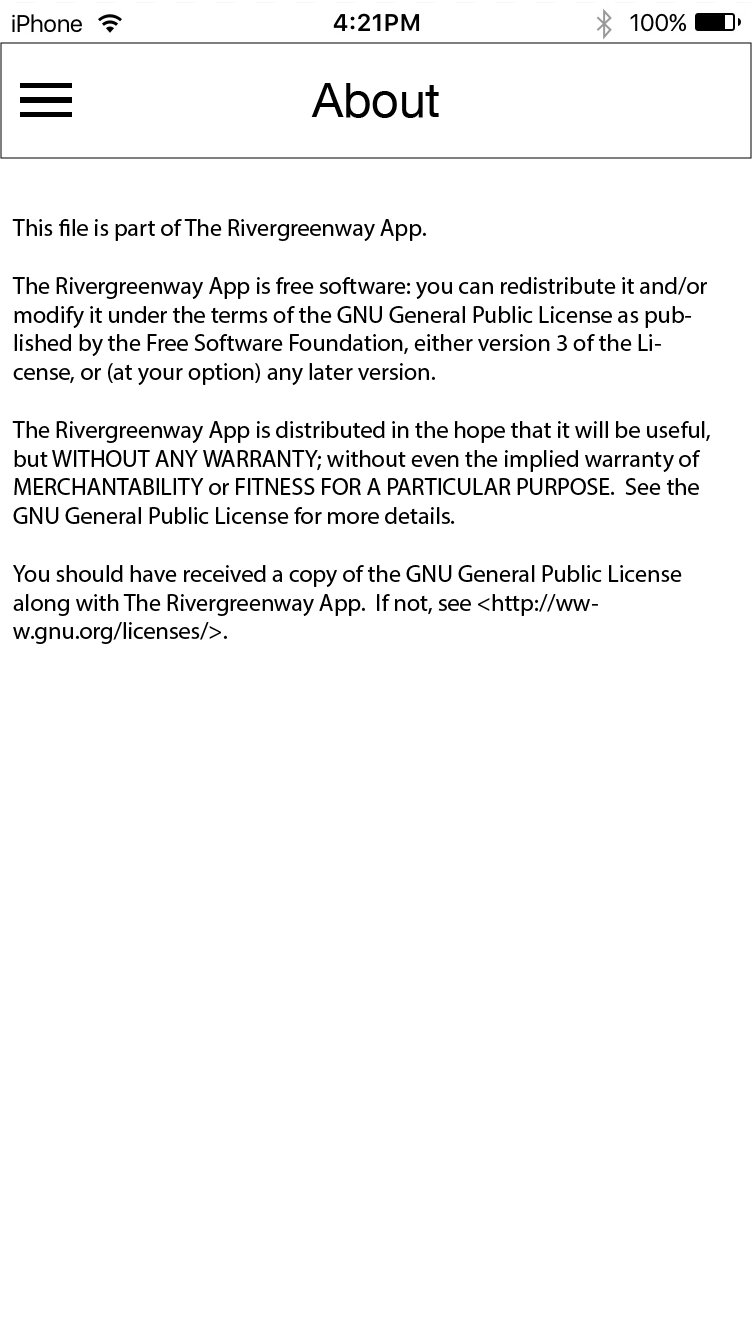 iPhone 4:21PM 100%
About
This file is part of The Rivergreenway App.
The Rivergreenway App is free software: you can redistribute it and/or
modify it under the terms of the GNU General Public License as pub-
lished by the Free Software Foundation, either version 3 of the Li-
cense, or (at your option) any later version.
The Rivergreenway App is distributed in the hope that it will be useful,
but WITHOUT ANY WARRANTY; without even the implied warranty of
MERCHANTABILITY or FITNESS FOR A PARTICULAR PURPOSE.  See the
GNU General Public License for more details.
You should have received a copy of the GNU General Public License
along with The Rivergreenway App.  If not, see <http://ww-
w.gnu.org/licenses/>.